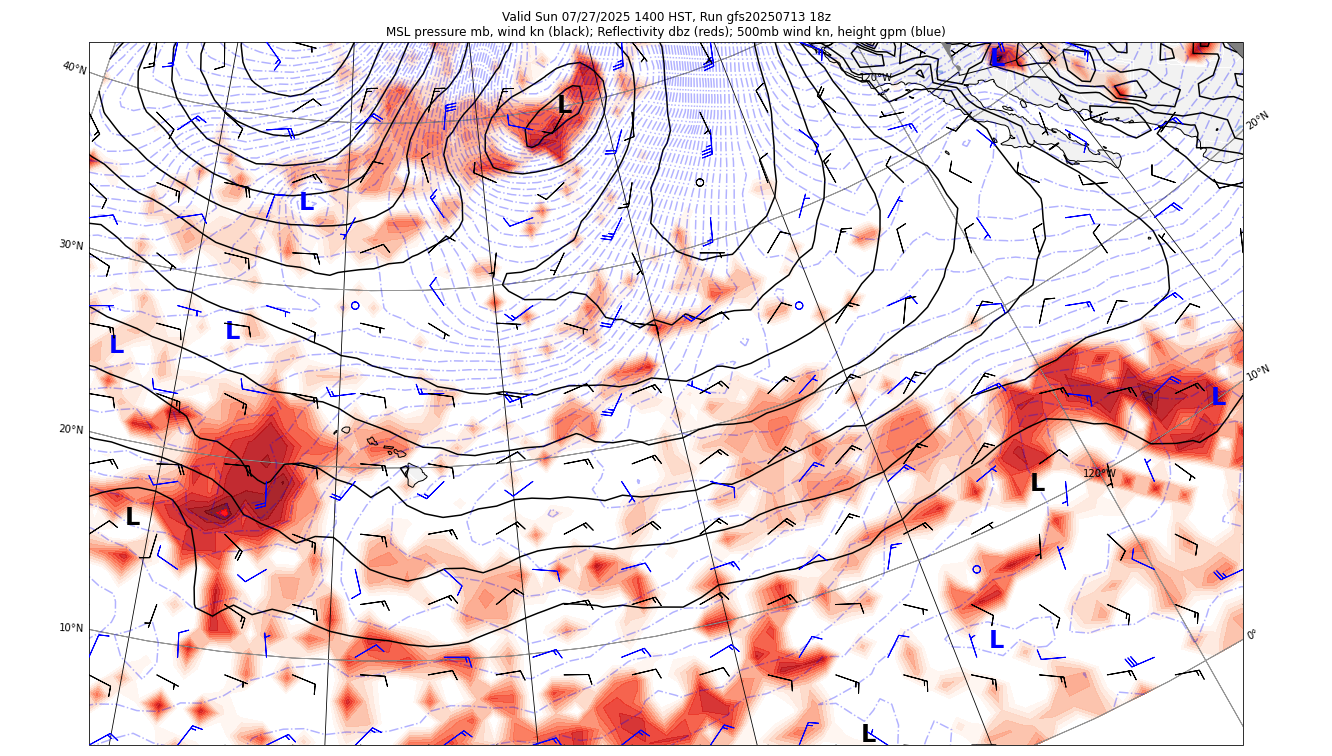 Valid Sun 07/27/2025 1400 HST, Run gfs20250713 18z
MSL pressure mb, wind kn (black); Reflectivity dbz (reds); 500mb wind kn, height gpm (blue)
L
40°N
120°W
L
20°N
L
30°N
L
L
10°N
L
20°N
120°W
L
L
10°N
0°
L
L